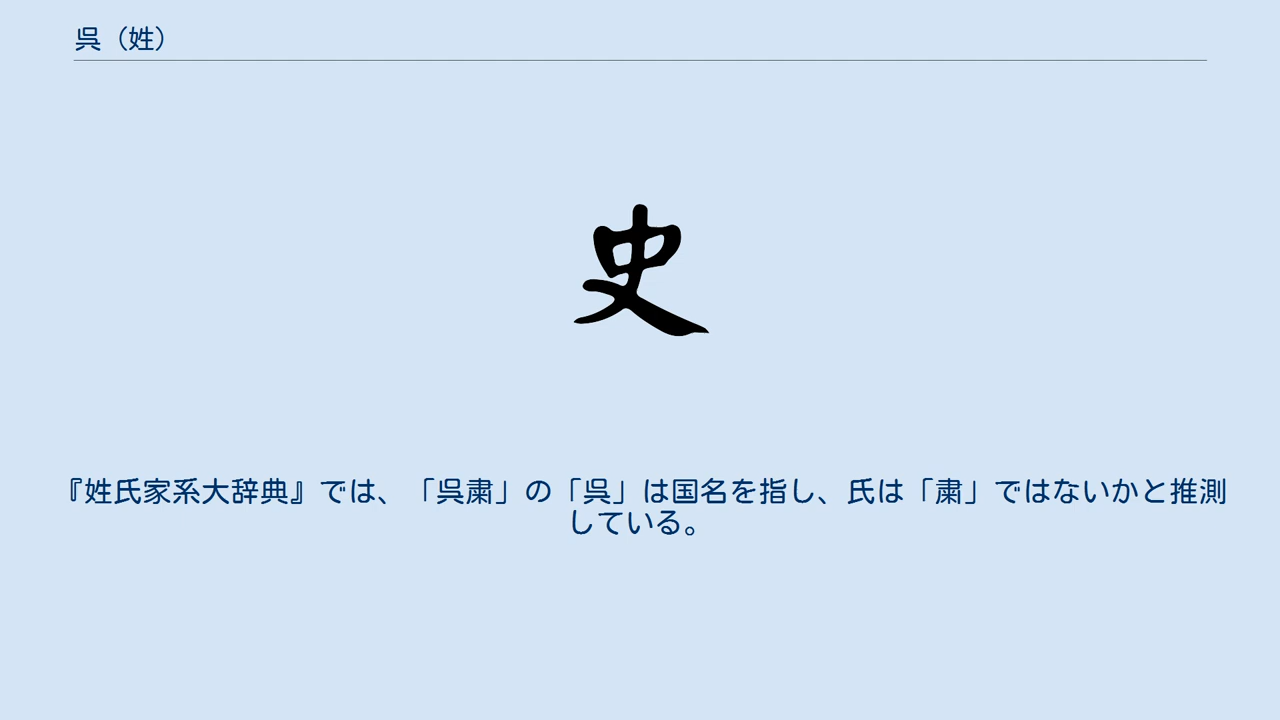 呉（姓）
史
『姓氏家系大辞典』では、「呉粛」の「呉」は国名を指し、氏は「粛」ではないかと推測
している。